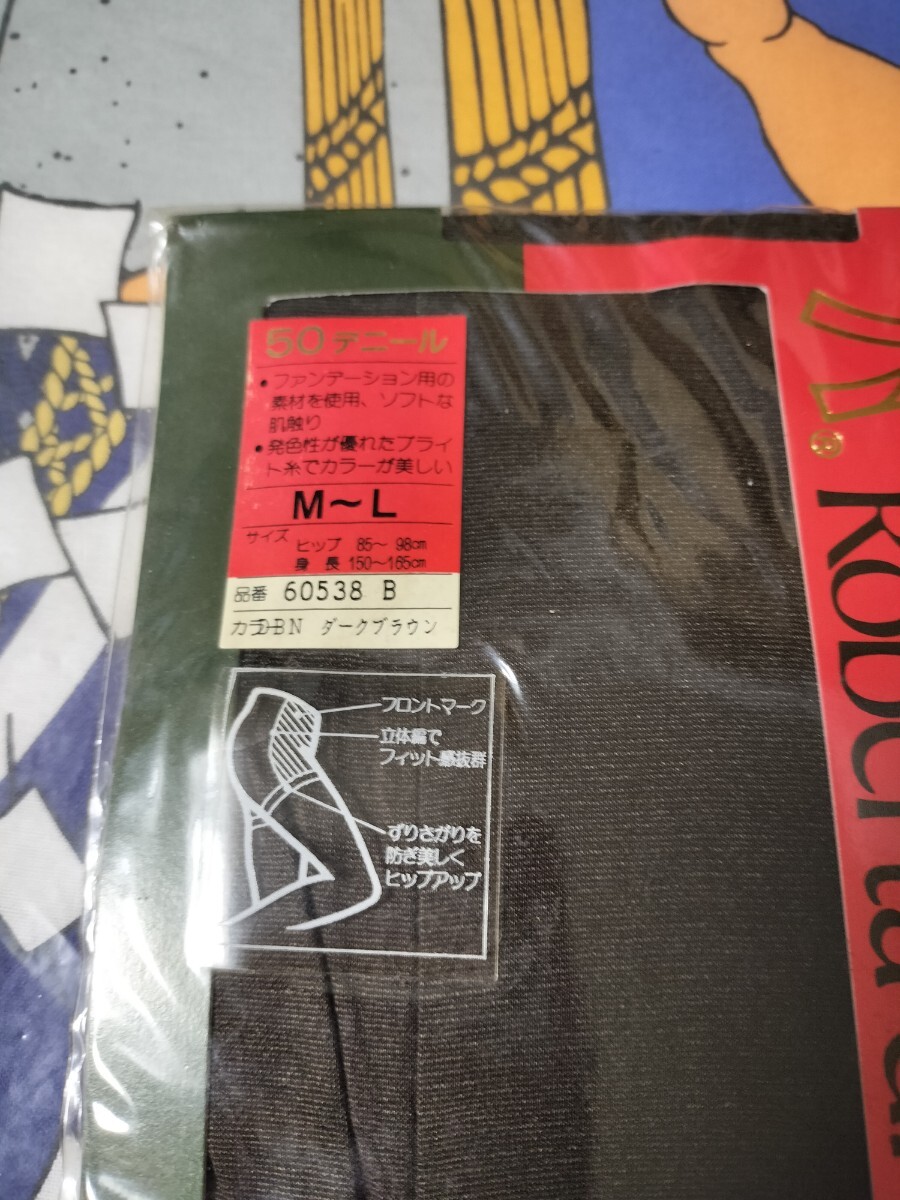 50デニール
●ファンデーション用の
素材を使用、ソフトな
肌触り
●発色性が優れたブライ
ト糸でカラーが美しい
M〜L
サイズ
ヒップ 85〜 98cm
身長 150〜165cm
品番 60538 B
カラー DBN ダークブラウン
フロントマーク
立体編で
フィット感抜群
ずりさがりを
防ぎ美しく
ヒップアップ
®
Roberta